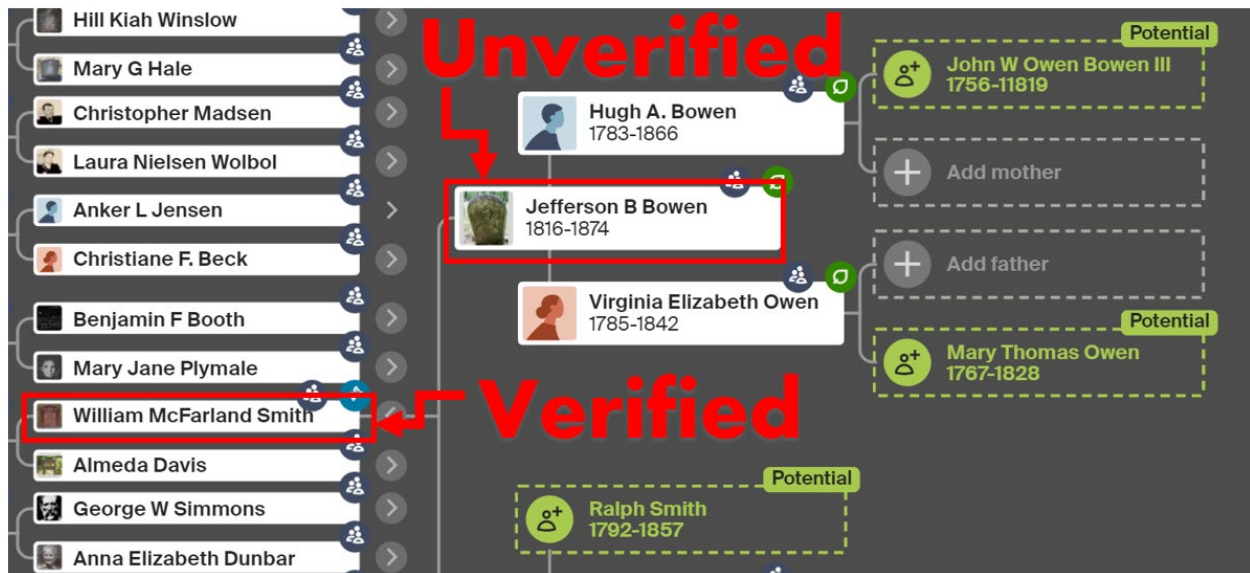 Hill Kiah Winslow
Mary G Hale
Christopher Madsen
Laura Nielsen Wolbol
Anker L Jensen
Christiane F. Beck
Benjamin F Booth
Mary Jane Plymale
William McFarland Smith
Almeda Davis
George W Simmons
Anna Elizabeth Dunbar
Unverified
Hugh A. Bowen
1783-1866
Jefferson B Bowen
1816-1874
Virginia Elizabeth Owen
1785-1842
Verified
Potential
Ralph Smith
1792-1857
Potential
John W Owen Bowen III
1756-11819
Add mother
Add father
Potential
Mary Thomas Owen
1767-1828